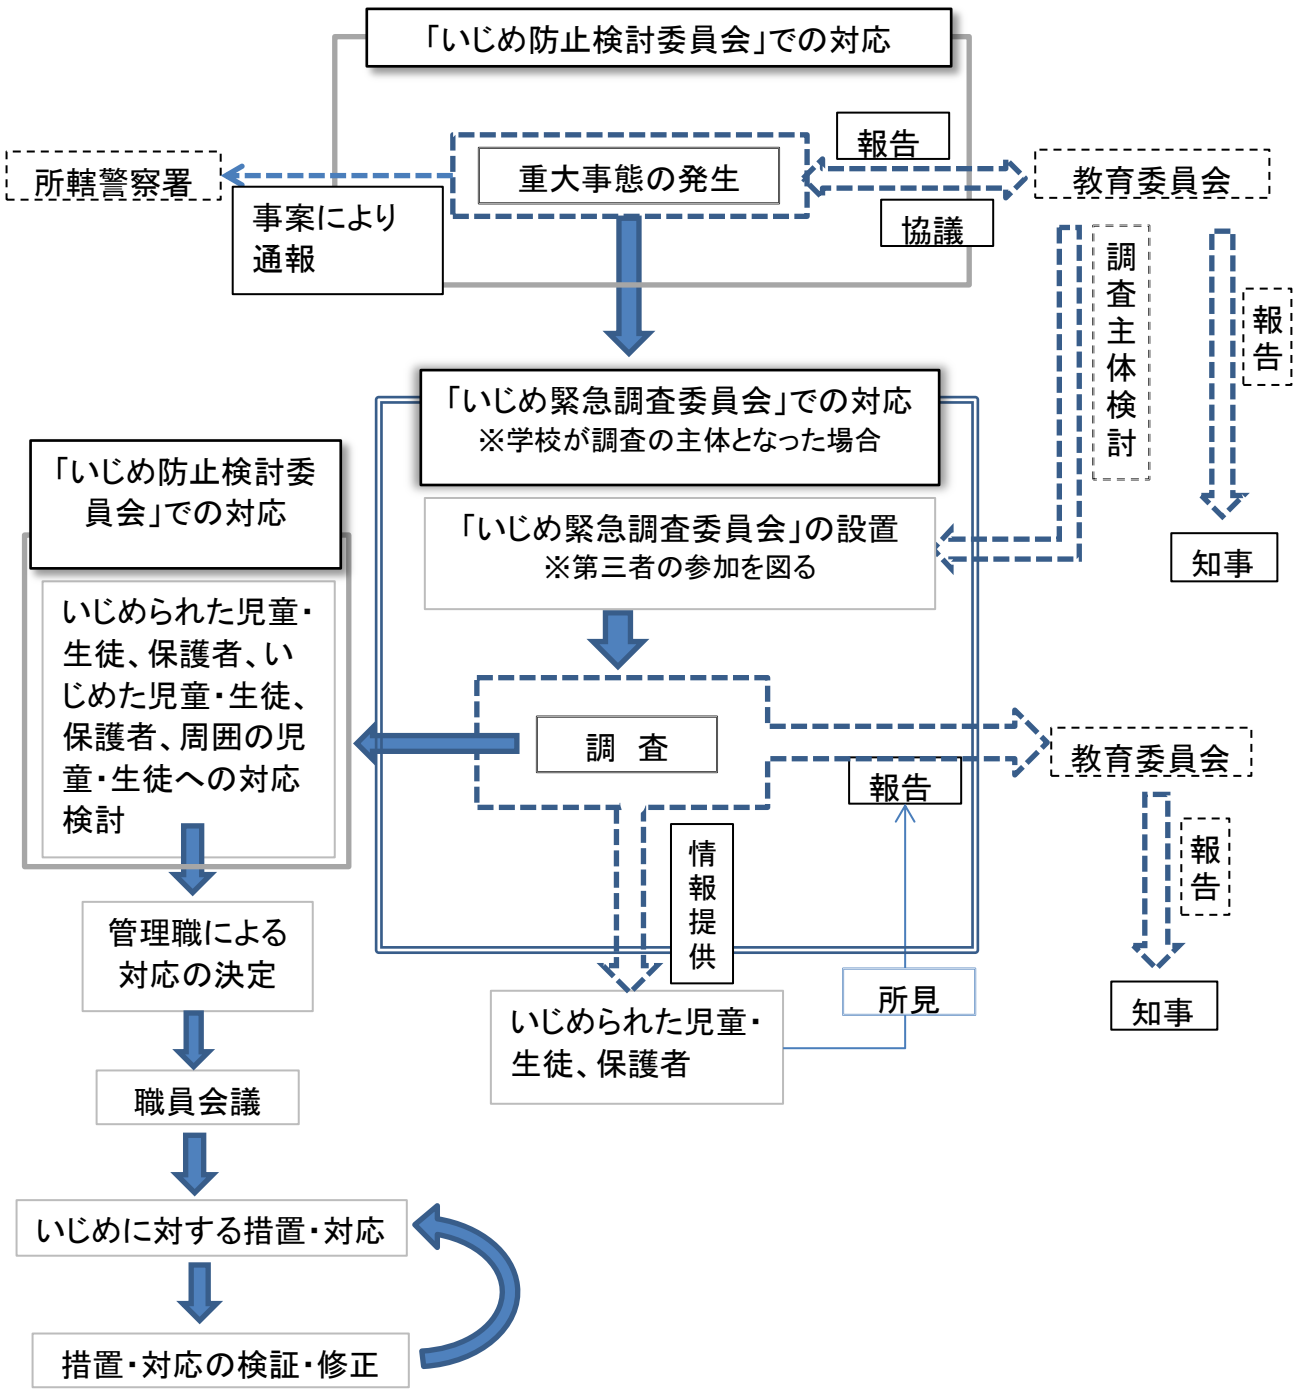 「いじめ防止検討委員会」での対応
報告
所轄警察署
重大事態の発生
教育委員会
事案により
通報
協議
調査主体検討
報告
「いじめ緊急調査委員会」での対応
※学校が調査の主体となった場合
「いじめ防止検討委
員会」での対応
「いじめ緊急調査委員会」の設置
※第三者の参加を図る
知事
いじめられた児童・
生徒、保護者、い
じめた児童・生徒、
保護者、周囲の児
童・生徒への対応
検討
調　査
教育委員会
報告
情報提供
報告
管理職による
対応の決定
所見
知事
いじめられた児童・
生徒、保護者
職員会議
いじめに対する措置・対応
措置・対応の検証・修正